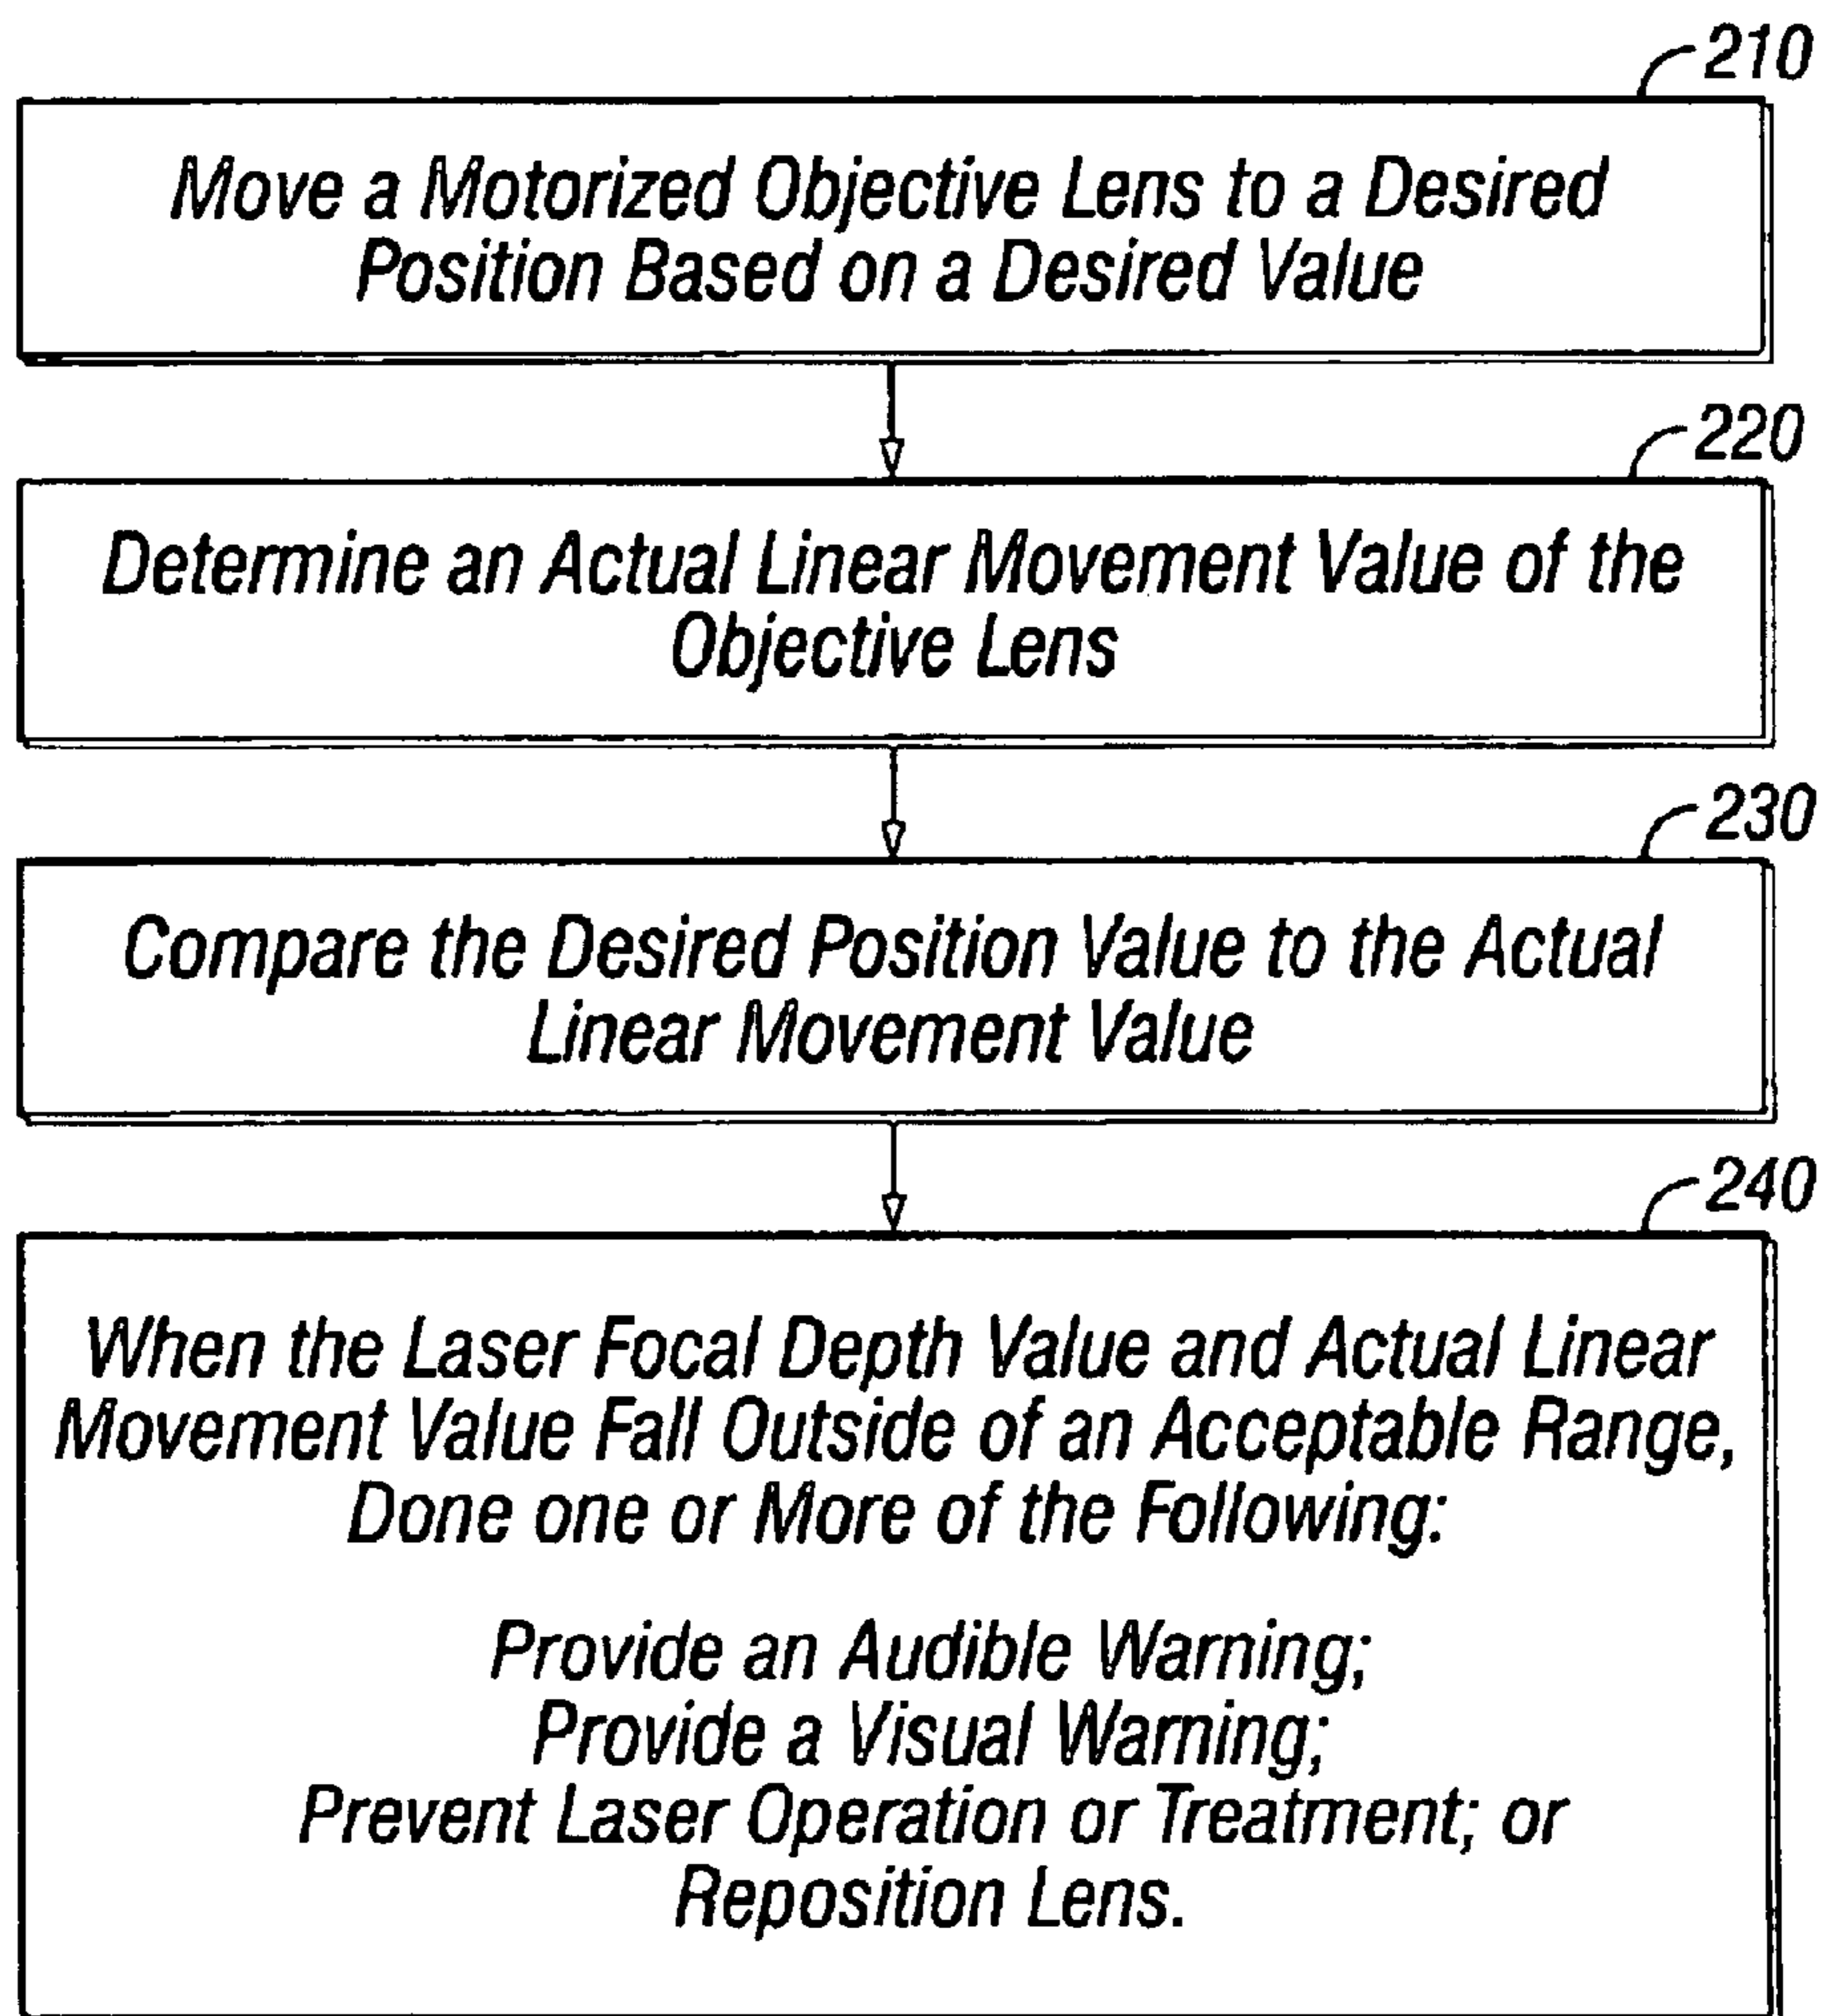 210
Move a Motorized Objective Lens to a Desired
Position Based on a Desired Value
220
Determine an Actual Linear Movement Value of the
Objective Lens
230
Compare the Desired Position Value to the Actual
Linear Movement Value
240
When the Laser Focal Depth Value and Actual Linear
Movement Value Fall Outside of an Acceptable Range,
Done one or More of the Following:
Provide an Audible Warning;
Provide a Visual Warning;
Prevent Laser Operation or Treatment; or
Reposition Lens.